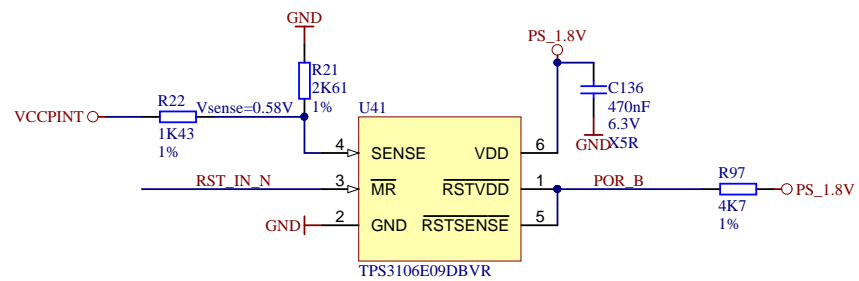 GND
PS_1.8V
R21
2K61
1%
C136
470nF
6.3V
X5R
GND
R22
VCCPINT
Vsense=0.58V
1K43
1%
U41
4 SENSE VDD 6
RST_IN_N 3 MR RSTVDD 1 POR_B
R97
PS_1.8V
4K7
1%
GND 2 GND RSTSENSE 5
TPS3106E09DBVR